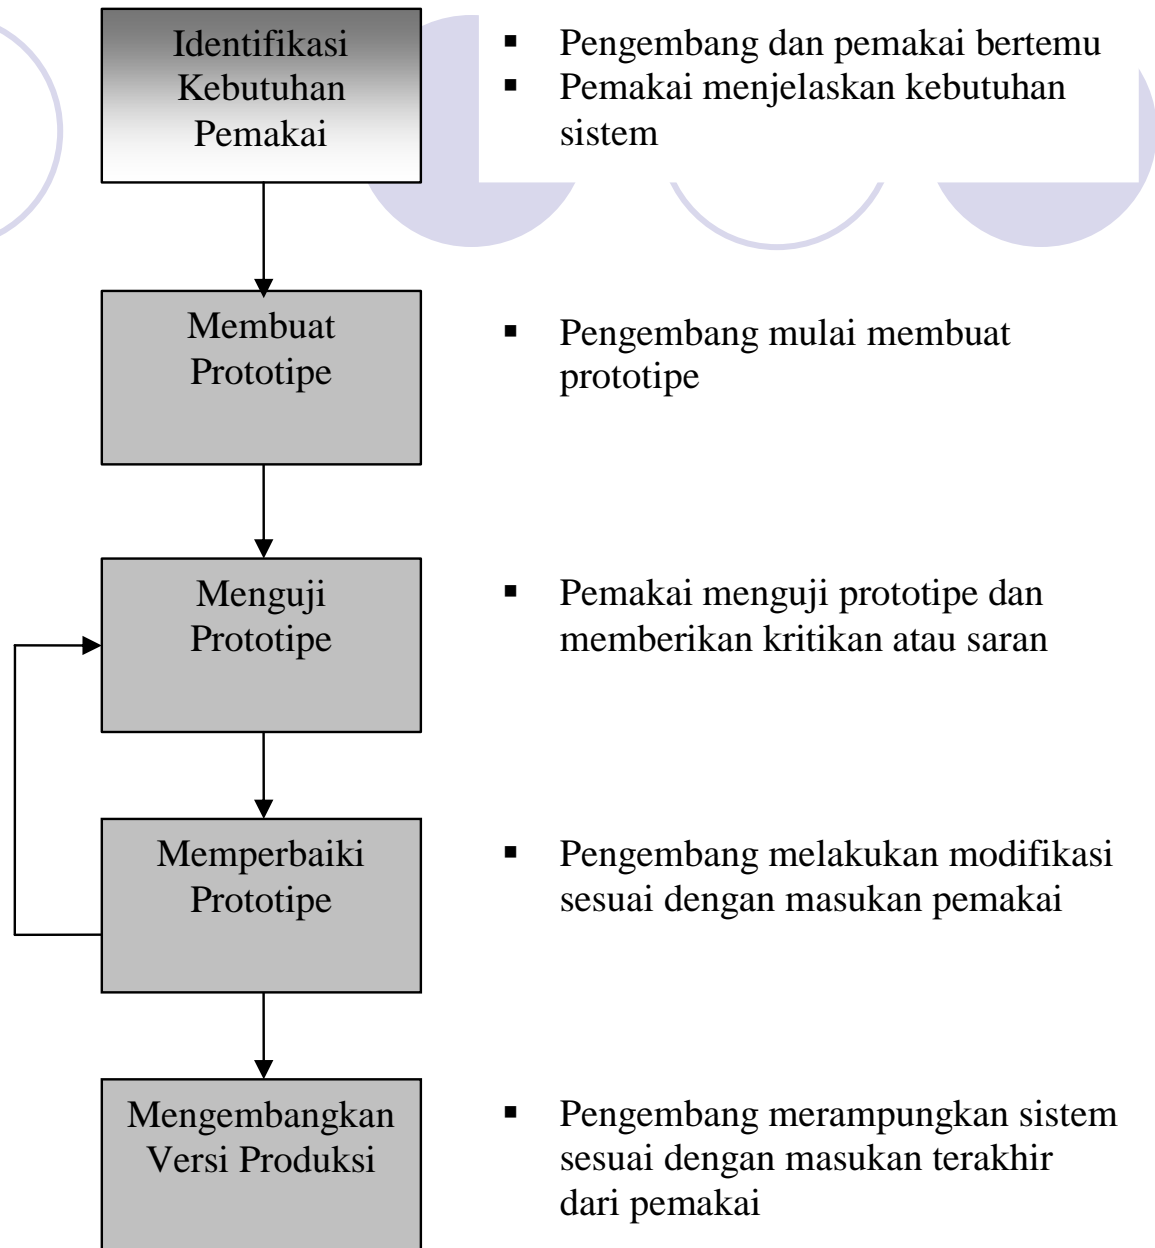 Identifikasi
Kebutuhan
Pemakai
▪ Pengembang dan pemakai bertemu
▪ Pemakai menjelaskan kebutuhan
sistem
Membuat
Prototipe
▪ Pengembang mulai membuat
prototipe
Menguji
Prototipe
▪ Pemakai menguji prototipe dan
memberikan kritikan atau saran
Memperbaiki
Prototipe
▪ Pengembang melakukan modifikasi
sesuai dengan masukan pemakai
Mengembangkan
Versi Produksi
▪ Pengembang merampungkan sistem
sesuai dengan masukan terakhir
dari pemakai